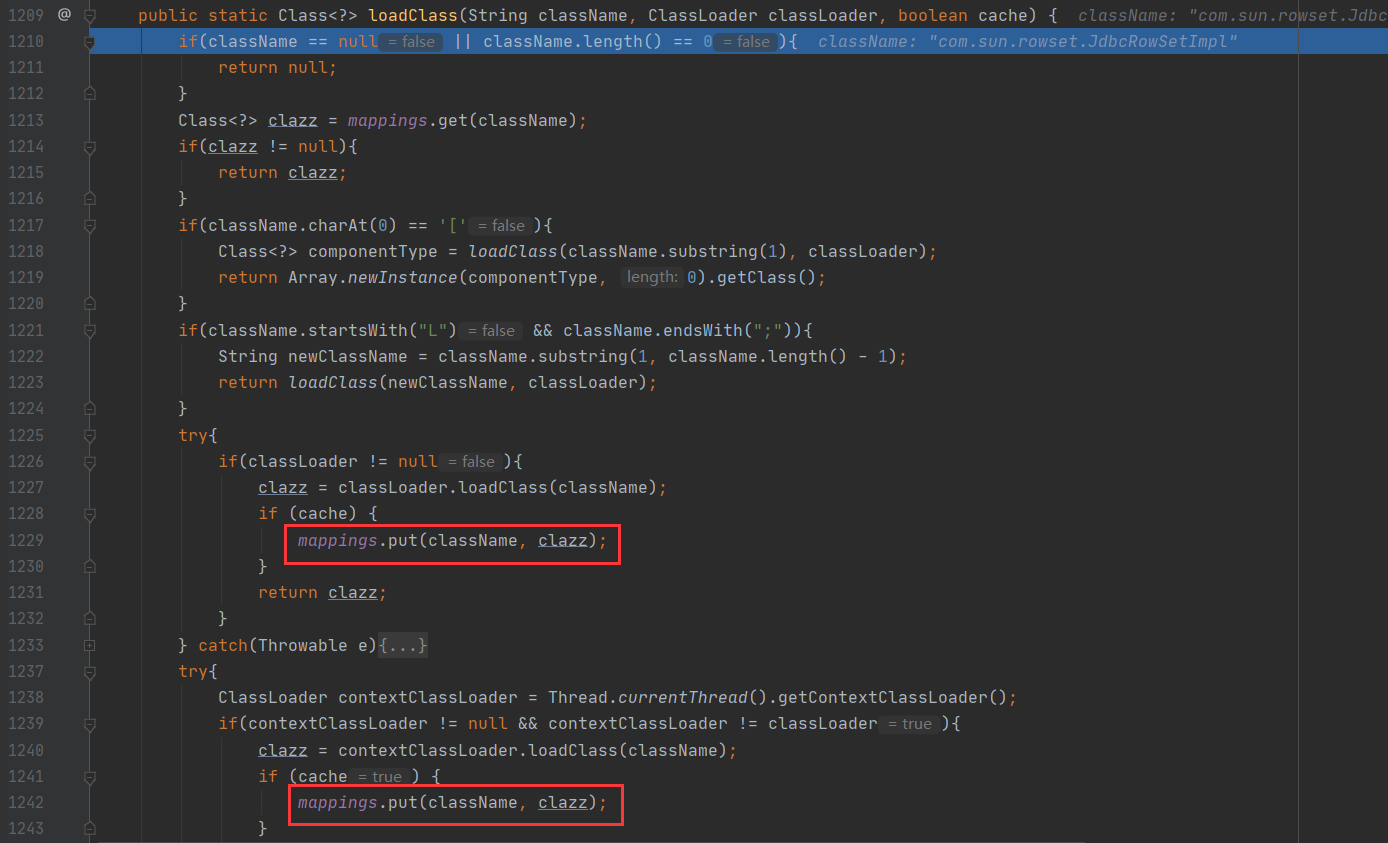 1209 @ public static Class<?> loadClass(String className, ClassLoader classLoader, boolean cache) { className: "com.sun.rowset.Jdbc
1210 if(className == null = false || className.length() == 0 = false ){ className: "com.sun.rowset.JdbcRowSetImpl"
1211 return null;
1212 }
1213 Class<?> clazz = mappings.get(className);
1214 if(clazz != null){
1215 return clazz;
1216 }
1217 if(className.charAt(0) == '[' = false ){
1218 Class<?> componentType = loadClass(className.substring(1), classLoader);
1219 return Array.newInstance(componentType, length: 0).getClass();
1220 }
1221 if(className.startsWith("L") = false && className.endsWith(";")){
1222 String newClassName = className.substring(1, className.length() - 1);
1223 return loadClass(newClassName, classLoader);
1224 }
1225 try{
1226 if(classLoader != null = false ){
1227 clazz = classLoader.loadClass(className);
1228 if (cache) {
1229 mappings.put(className, clazz);
1230 }
1231 return clazz;
1232 }
1233 } catch(Throwable e){...}
1237 try{
1238 ClassLoader contextClassLoader = Thread.currentThread().getContextClassLoader();
1239 if(contextClassLoader != null && contextClassLoader != classLoader = true ){
1240 clazz = contextClassLoader.loadClass(className);
1241 if (cache = true ) {
1242 mappings.put(className, clazz);
1243 }